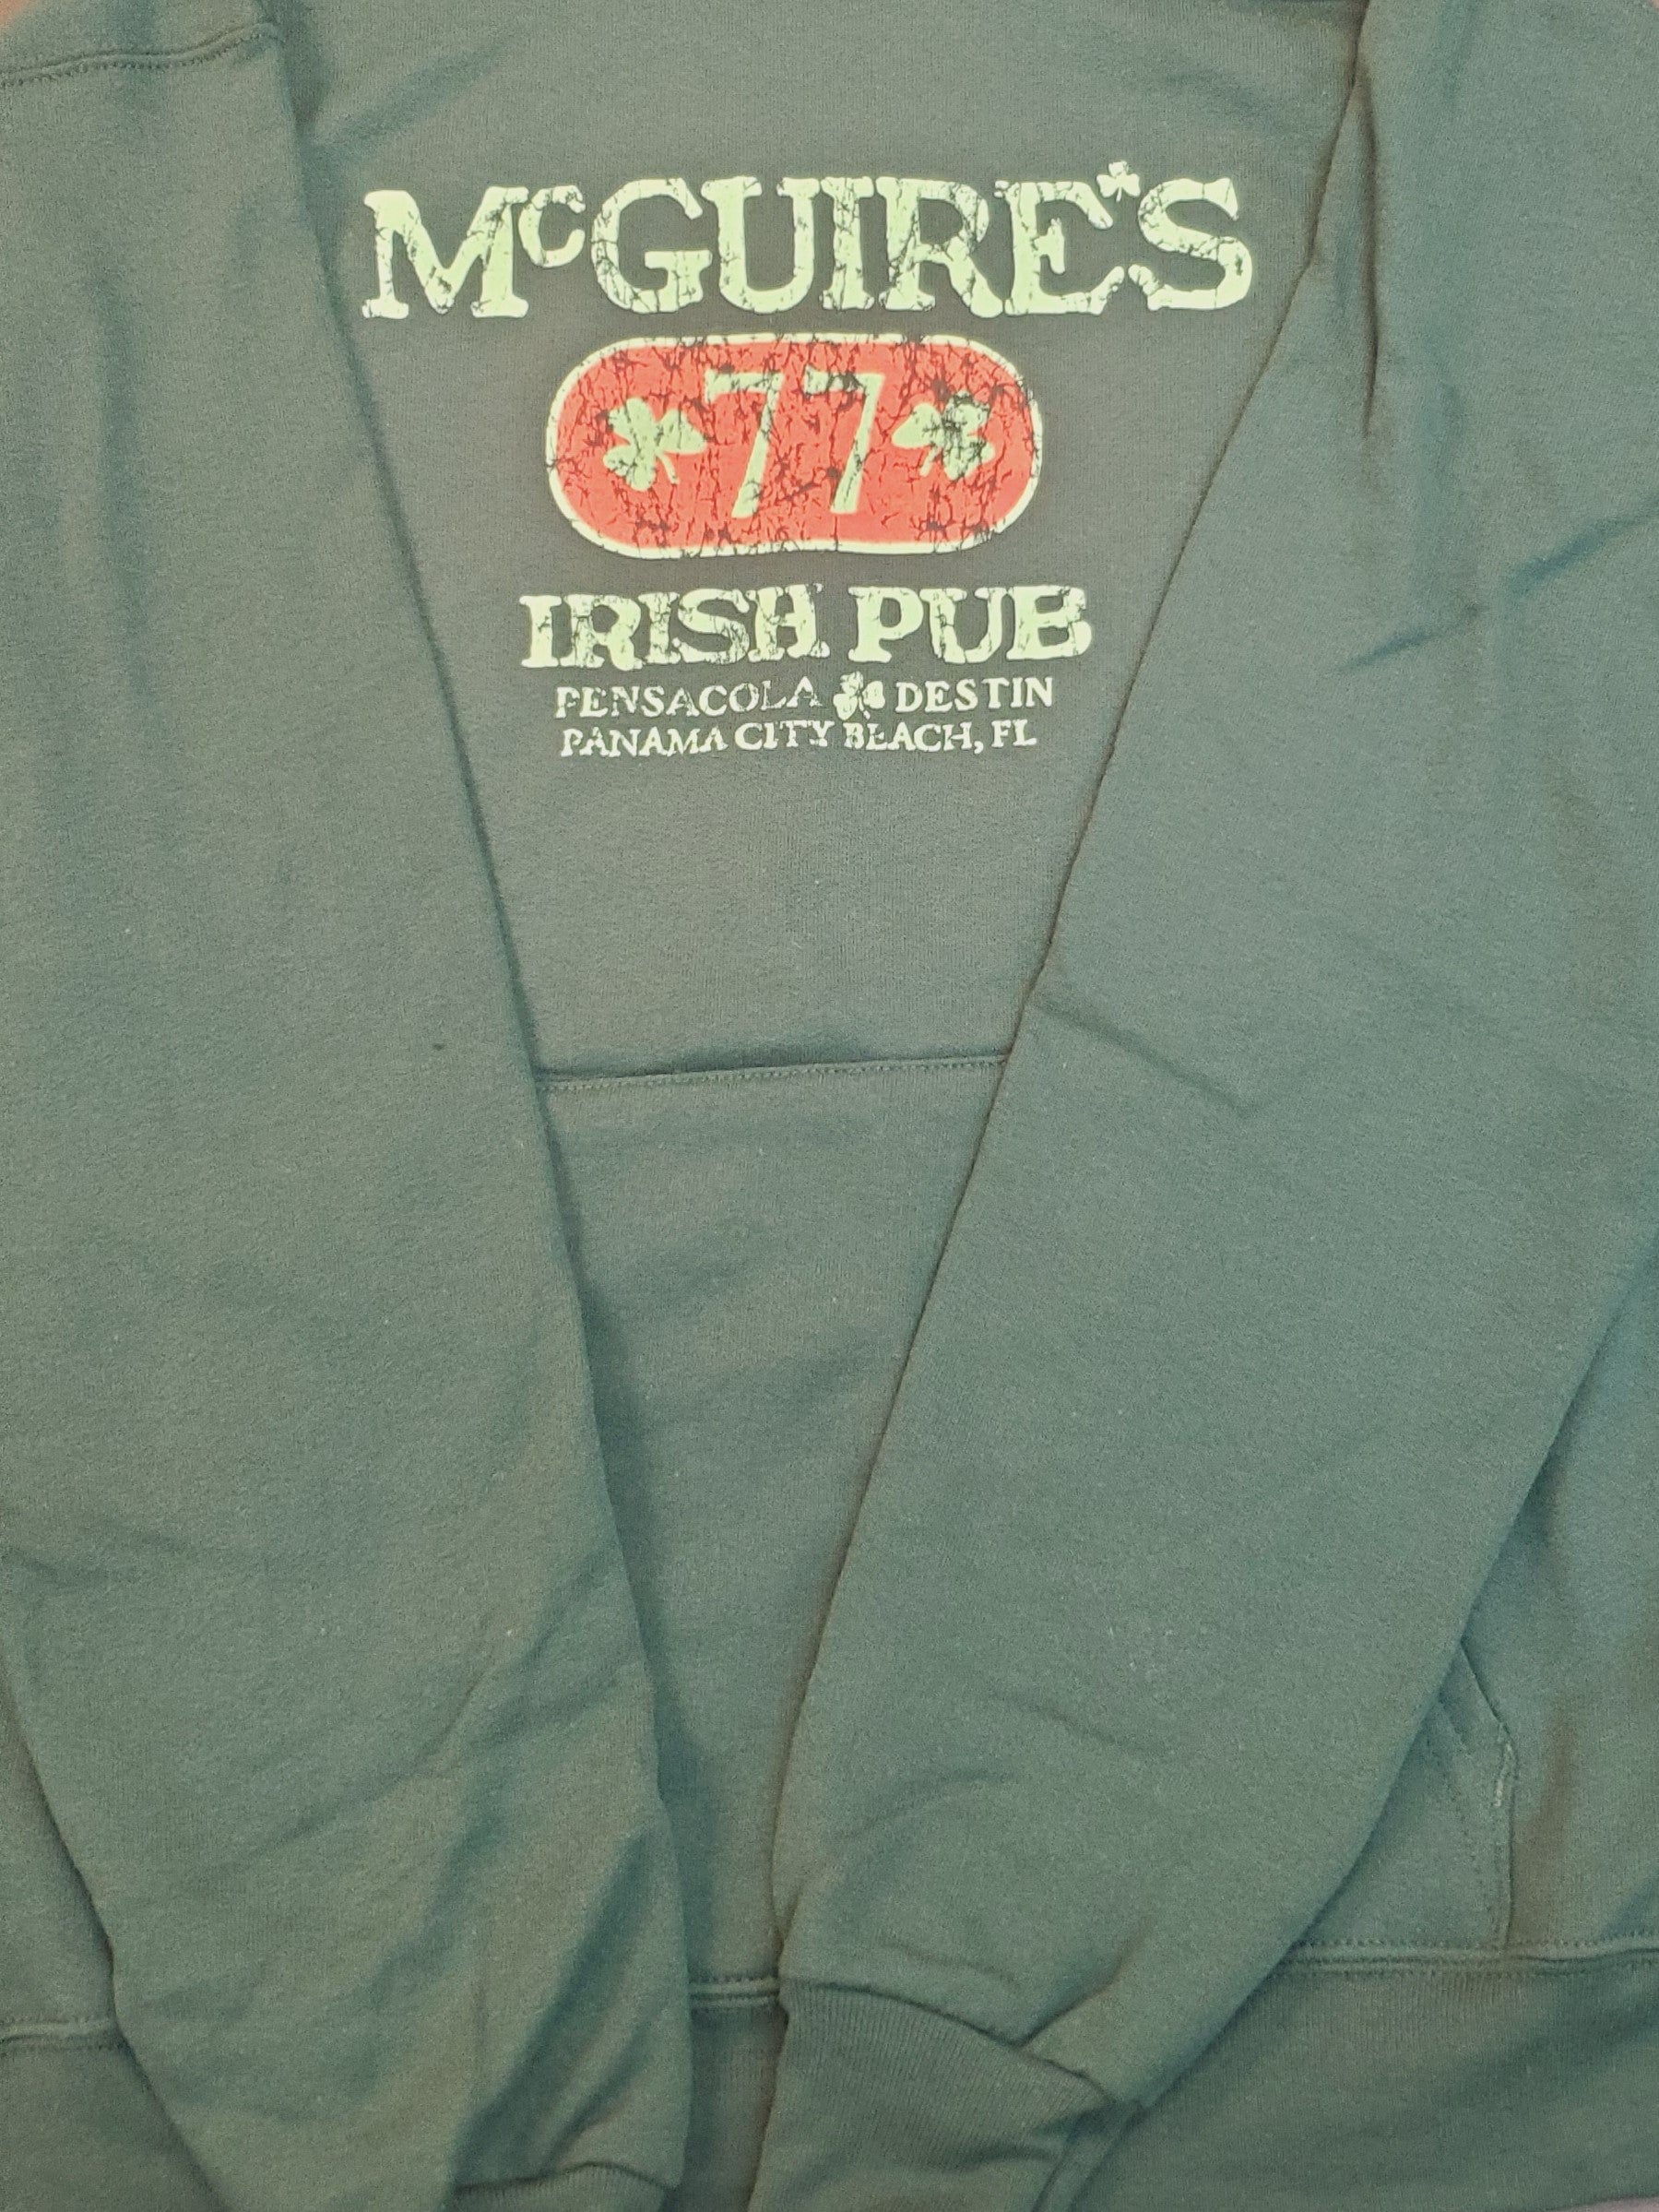 McGUIRE'S
77
IRISH PUB
PENSACOLA DESTIN
PANAMA CITY BEACH, FL